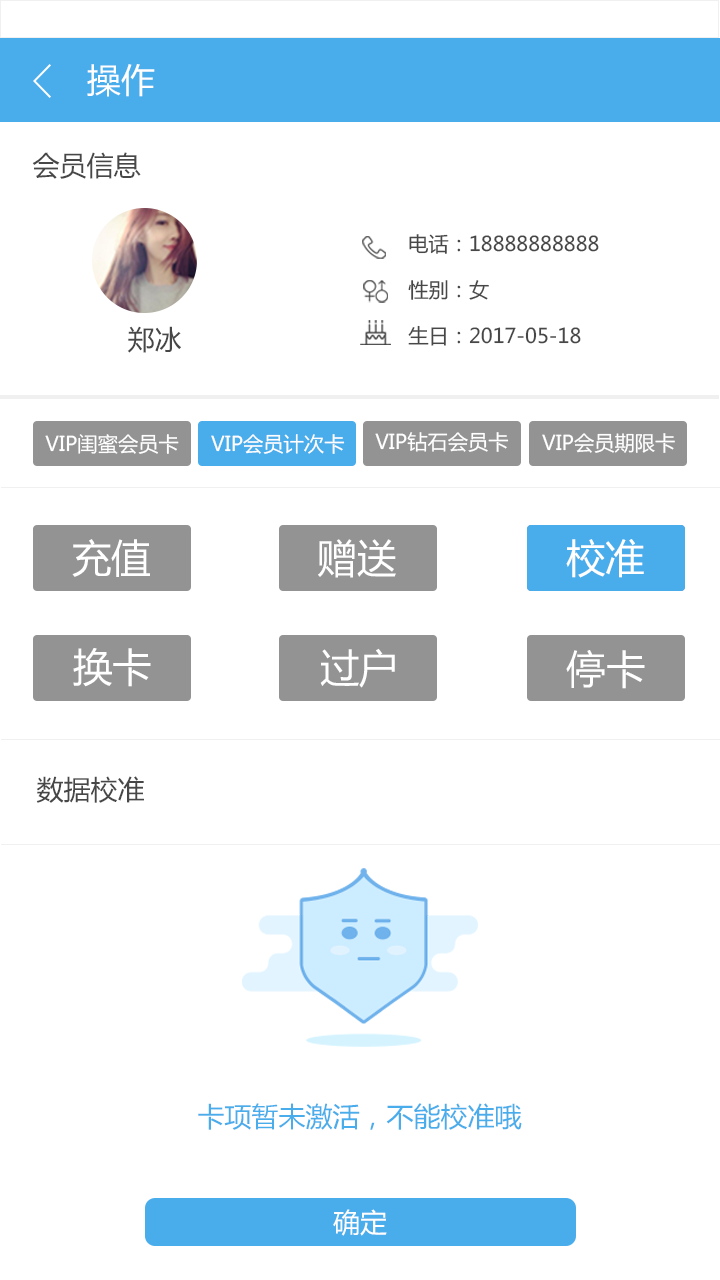 操作
会员信息
郑冰
电话：18888888888
性别：女
生日：2017-05-18
VIP闺蜜会员卡 VIP会员计次卡 VIP钻石会员卡 VIP会员期限卡
充值 赠送 校准
换卡 过户 停卡
数据校准
卡项暂未激活，不能校准哦
确定